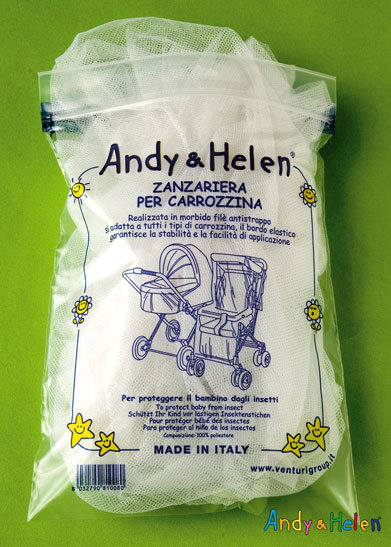 Andy & Helen®
ZANZARIERA
PER CARROZZINA
Realizzata in morbido filè antistrappo
si adatta a tutti i tipi di carrozzina, il bordo elastico
garantisce la stabilità e la facilità di applicazione
Per proteggere il bambino dagli insetti
To protect baby from insect
Schützt Ihr Kind vor lästigen Insektenstichen
Pour protéger bébé des insectes
Para proteger al niño de los insectos
Composizione: 100% poliestere
MADE IN ITALY
8 032790 810080
www.venturigroup.it
Andy & Helen®